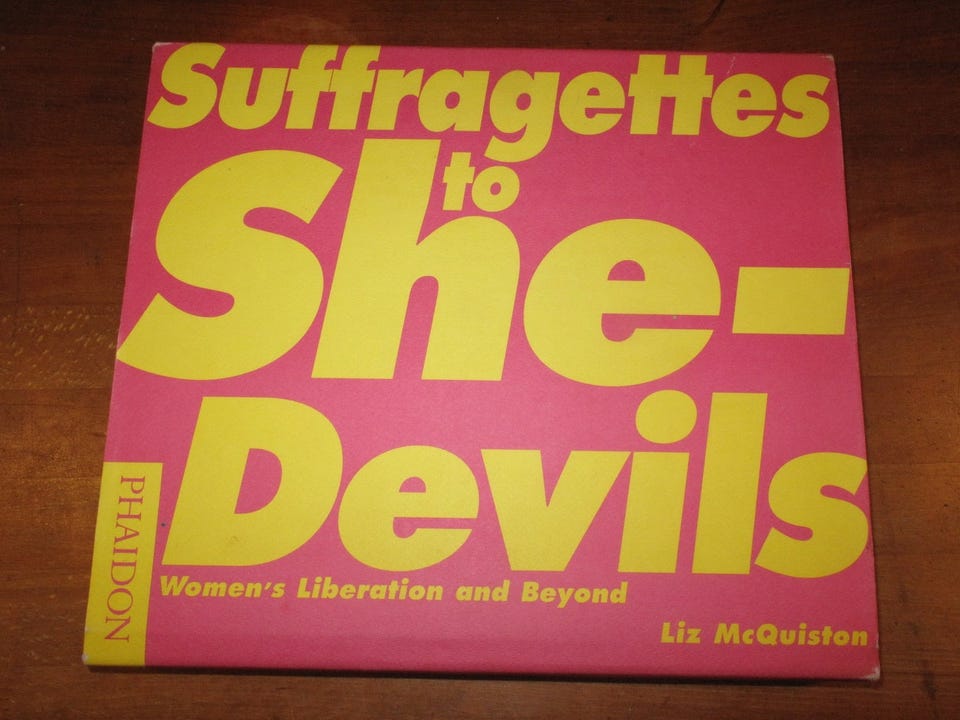 Suffragettes
to
She-
Devils
Women's Liberation and Beyond
Liz McQuiston
PHAIDON